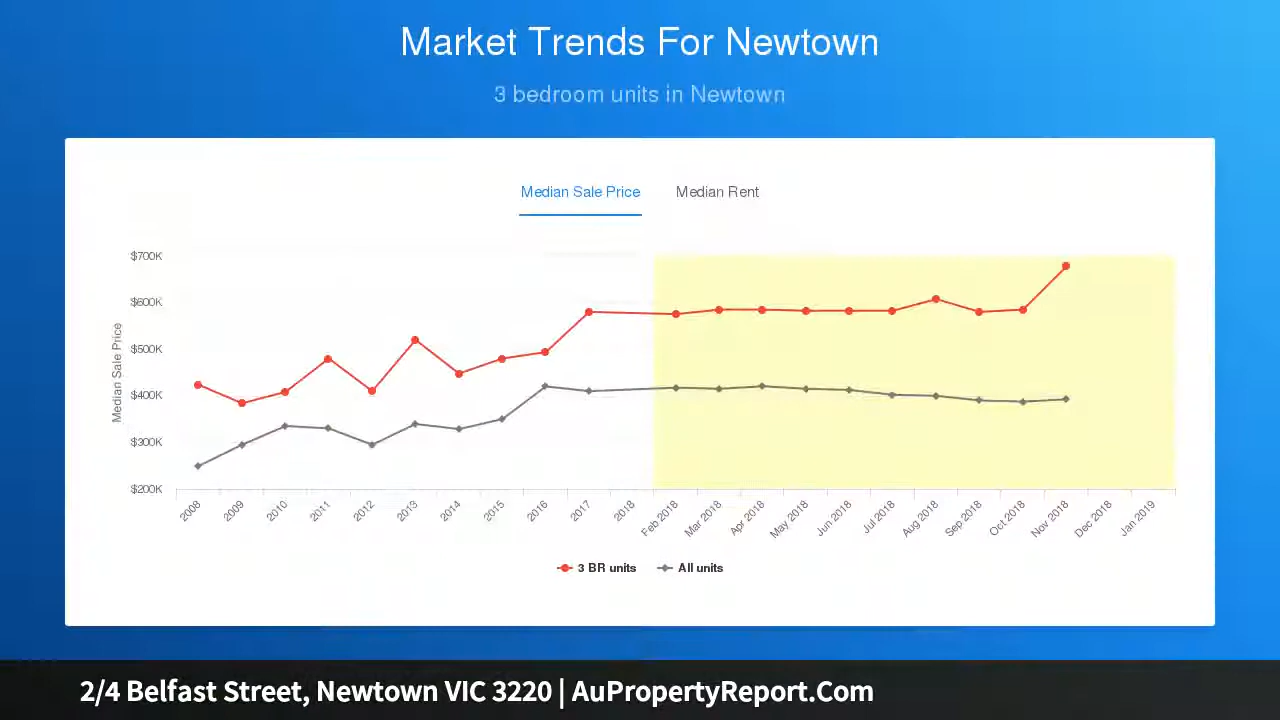 Market Trends For Newtown
3 bedroom units in Newtown
Median Sale Price
Median Rent
$700K
$600K
$500K
$400K
$300K
$200K
Median Sale Price
2008
2009
2010
2011
2012
2013
2014
2015
2016
2017
2018
Feb 2018
Mar 2018
Apr 2018
May 2018
Jun 2018
Jul 2018
Aug 2018
Sep 2018
Oct 2018
Nov 2018
Dec 2018
Jan 2019
3 BR units
All units
2/4 Belfast Street, Newtown VIC 3220 | AuPropertyReport.Com